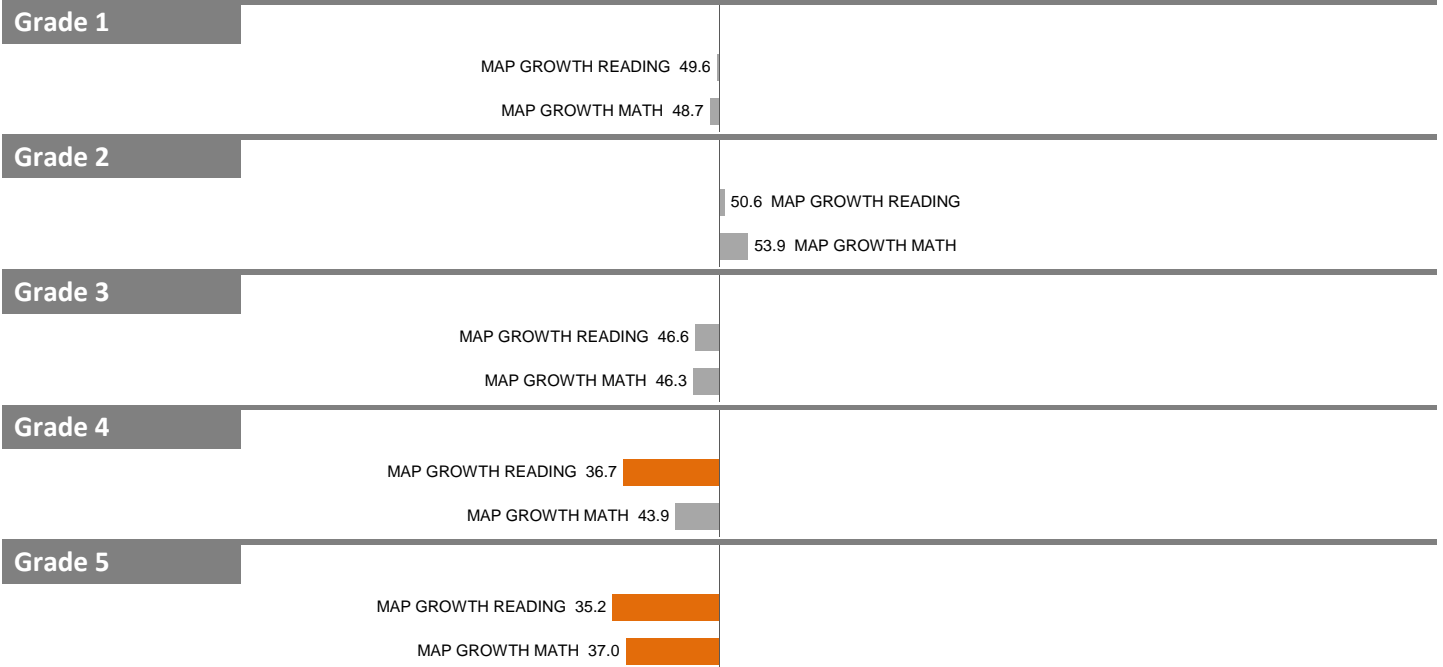 Grade 1
MAP GROWTH READING 49.6
MAP GROWTH MATH 48.7
Grade 2
50.6 MAP GROWTH READING
53.9 MAP GROWTH MATH
Grade 3
MAP GROWTH READING 46.6
MAP GROWTH MATH 46.3
Grade 4
MAP GROWTH READING 36.7
MAP GROWTH MATH 43.9
Grade 5
MAP GROWTH READING 35.2
MAP GROWTH MATH 37.0